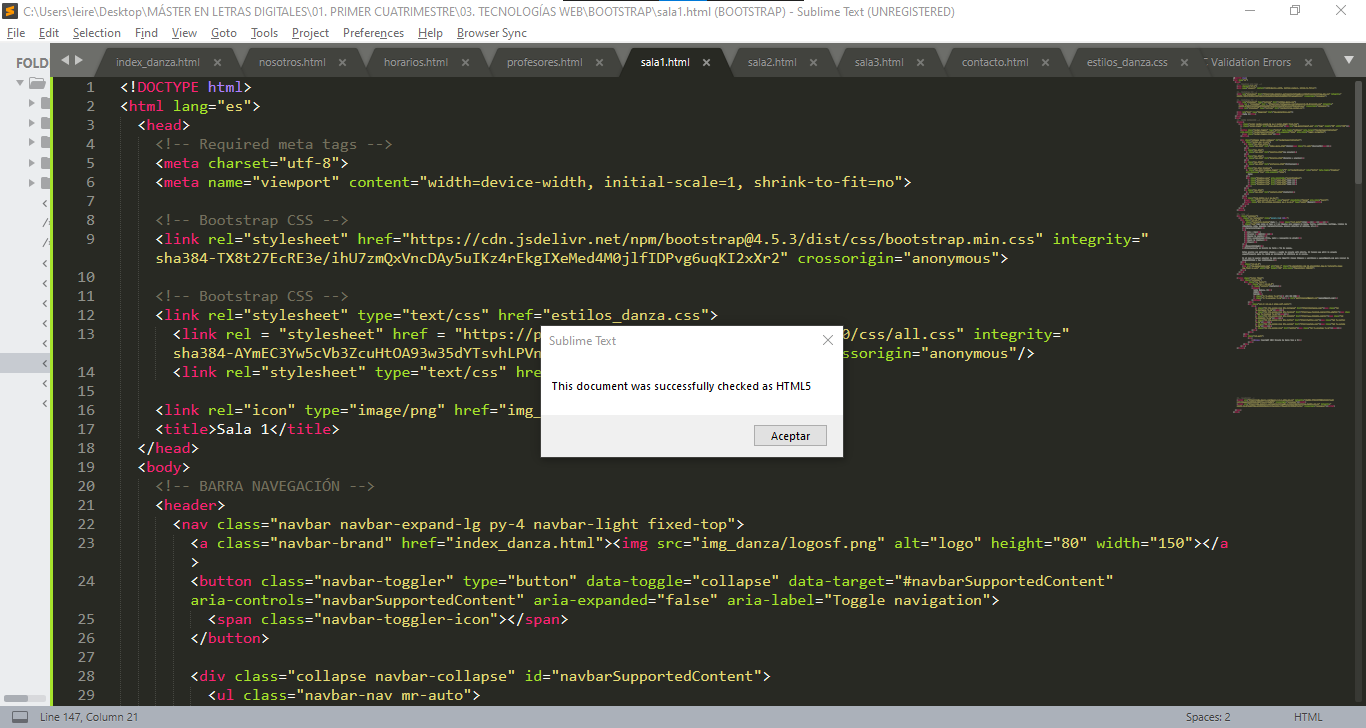 C:\Users\leire\Desktop\MÁSTER EN LETRAS DIGITALES\01. PRIMER CUATRIMESTRE\03. TECNOLOGÍAS WEB\BOOTSTRAP\sala1.html (BOOTSTRAP) - Sublime Text (UNREGISTERED)
File Edit Selection Find View Goto Tools Project Preferences Help Browser Sync
FOLD
index_danza.html nosotros.html horarios.html profesores.html sala1.html sala2.html sala3.html contacto.html estilos_danza.css Validation Errors
1 <!DOCTYPE html>
2 <html lang="es">
3 <head>
4 <!-- Required meta tags -->
5 <meta charset="utf-8">
6 <meta name="viewport" content="width=device-width, initial-scale=1, shrink-to-fit=no">
7
8 <!-- Bootstrap CSS -->
9 <link rel="stylesheet" href="https://cdn.jsdelivr.net/npm/bootstrap@4.5.3/dist/css/bootstrap.min.css" integrity="
sha384-TX8t27EcRE3e/ihU7zmQxVncDAy5uIKz4rEkgIXeMed4M0jlfIDPvg6uqKI2xXr2" crossorigin="anonymous">
10
11 <!-- Bootstrap CSS -->
12 <link rel="stylesheet" type="text/css" href="estilos_danza.css">
13 <link rel = "stylesheet" href = "https://p 0/css/all.css" integrity="
sha384-AYmEC3Yw5cVb3ZcuHtOA93w35dYTsvhLPVn ossorigin="anonymous"/>
14 <link rel="stylesheet" type="text/css" hre
15
16 <link rel="icon" type="image/png" href="img_
17 <title>Sala 1</title>
18 </head>
19 <body>
20 <!-- BARRA NAVEGACIÓN -->
21 <header>
22 <nav class="navbar navbar-expand-lg py-4 navbar-light fixed-top">
23 <a class="navbar-brand" href="index_danza.html"><img src="img_danza/logosf.png" alt="logo" height="80" width="150"></a
>
24 <button class="navbar-toggler" type="button" data-toggle="collapse" data-target="#navbarSupportedContent"
aria-controls="navbarSupportedContent" aria-expanded="false" aria-label="Toggle navigation">
25 <span class="navbar-toggler-icon"></span>
26 </button>
27
28 <div class="collapse navbar-collapse" id="navbarSupportedContent">
29 <ul class="navbar-nav mr-auto">
Sublime Text
This document was successfully checked as HTML5
Aceptar
Line 147, Column 21 Spaces: 2 HTML